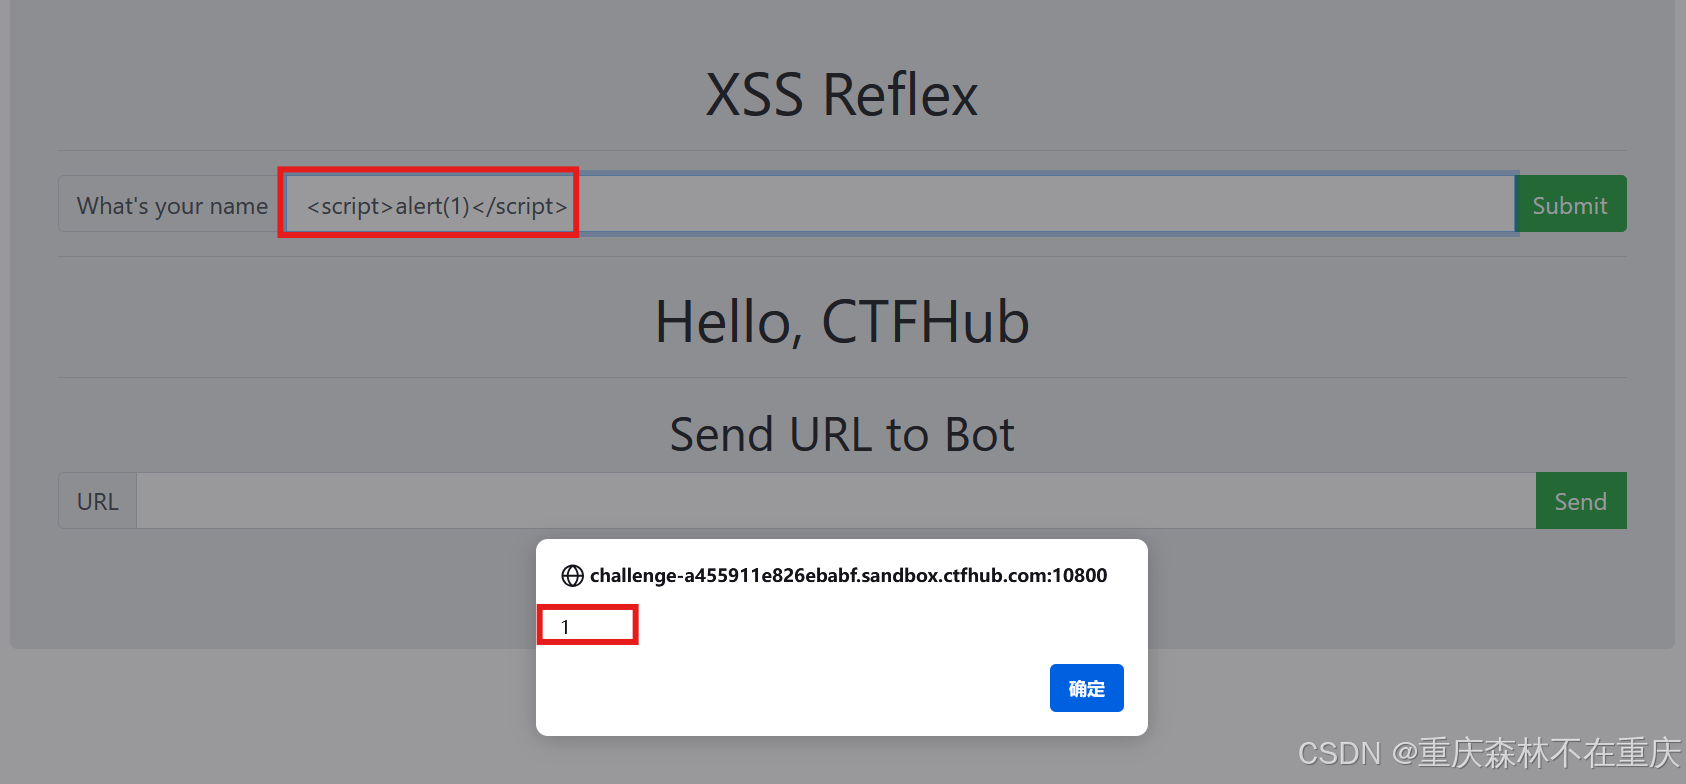 XSS Reflex
What's your name <script>alert(1)</script> Submit
Hello, CTFHub
Send URL to Bot
URL Send
challenge-a455911e826ebabf.sandbox.ctfhub.com:10800
1
确定
CSDN @重庆森林不在重庆